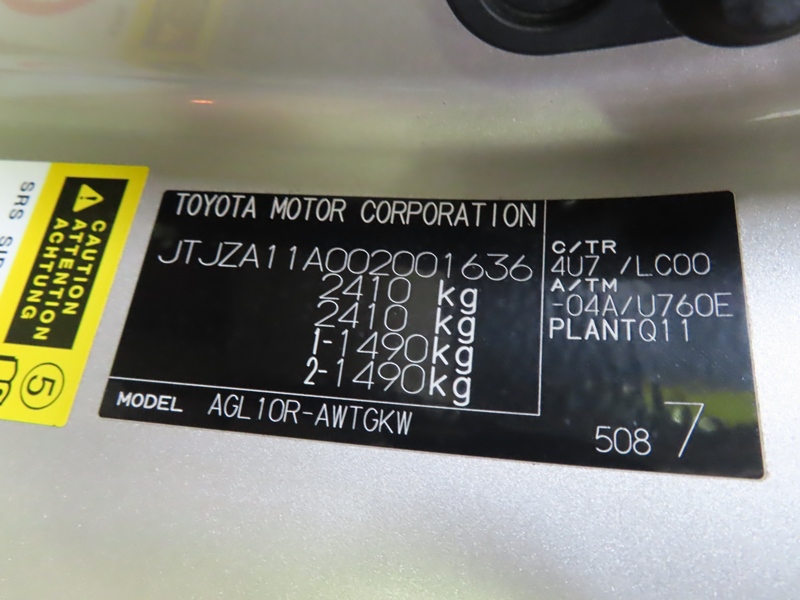 TOYOTA MOTOR CORPORATION
JTJZA11A002001636
2410 kg
2410 kg
1-1490kg
2-1490kg
MODEL AGL10R-AWTGKW
C/TR
4U7 /LC00
A/TM
-04A/U760E
PLANTQ11
508 7
CAUTION
ATTENTION
ACHTUNG
SRS
5